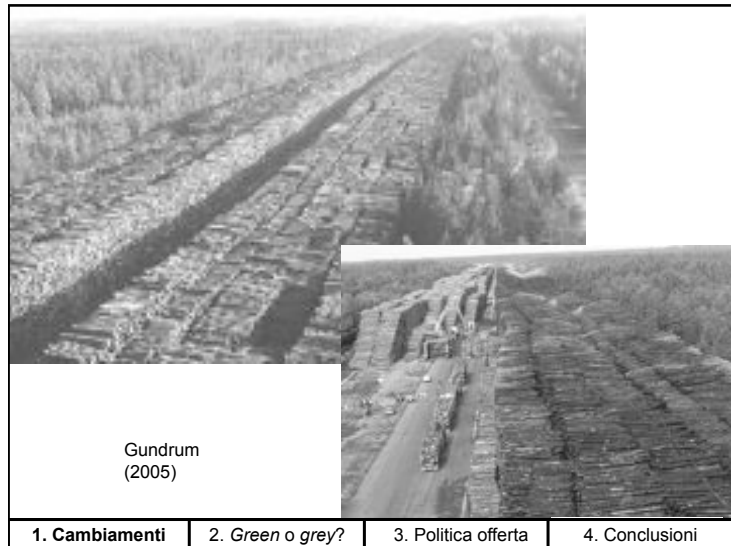 Gundrum
(2005)
1. Cambiamenti 2. Green o grey? 3. Politica offerta 4. Conclusioni